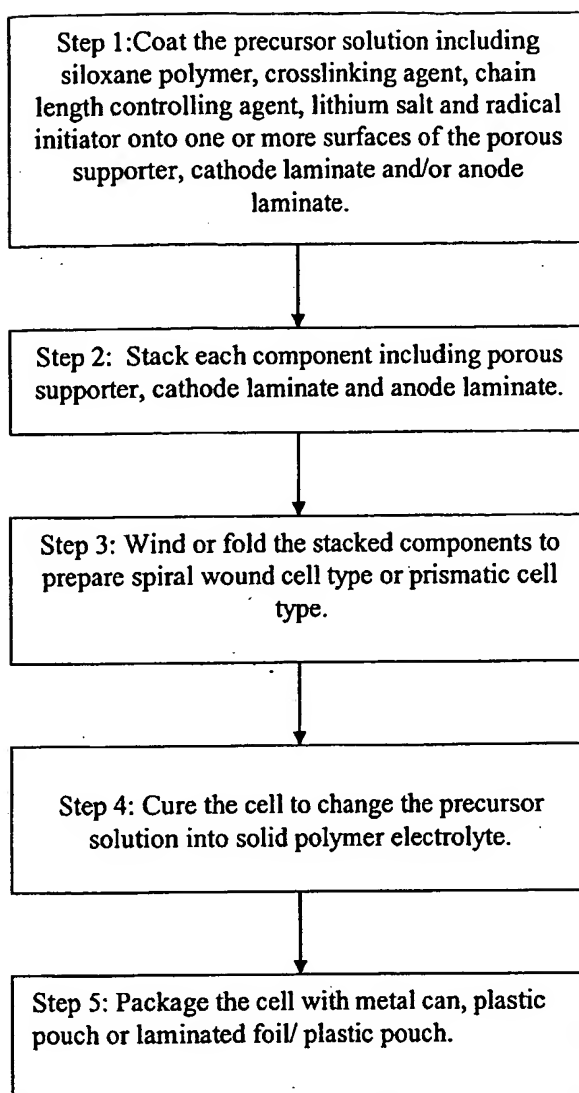 Step 1:Coat the precursor solution including
siloxane polymer, crosslinking agent, chain
length controlling agent, lithium salt and radical
initiator onto one or more surfaces of the porous
supporter, cathode laminate and/or anode
laminate.
Step 2: Stack each component including porous
supporter, cathode laminate and anode laminate.
Step 3: Wind or fold the stacked components to
prepare spiral wound cell type or prismatic cell
type.
Step 4: Cure the cell to change the precursor
solution into solid polymer electrolyte.
Step 5: Package the cell with metal can, plastic
pouch or laminated foil/ plastic pouch.